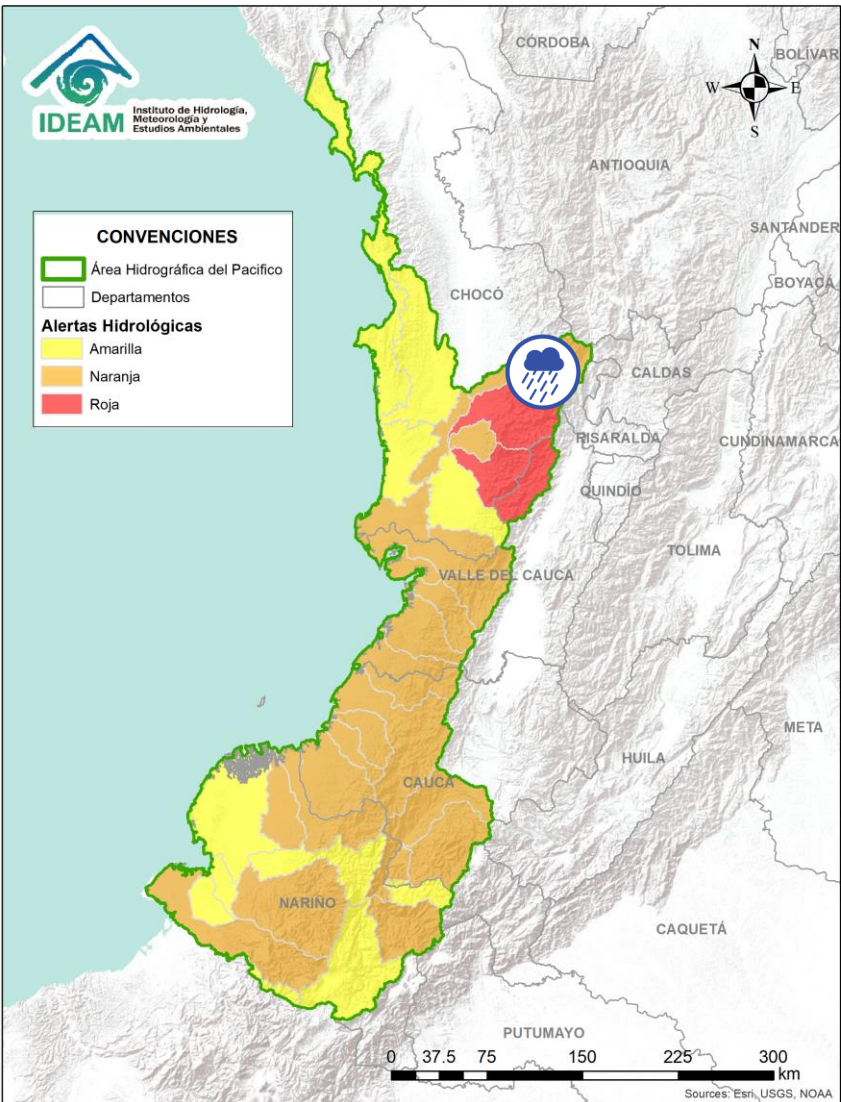 IDEAM
Instituto de Hidrología,
Meteorología y
Estudios Ambientales
N
W
E
S
CÓRDOBA
BOLÍVAR
ANTIOQUIA
SANTANDER
BOYACÁ
CHOCÓ
CALDAS
RISARALDA
CUNDINAMARCA
QUINDÍO
TOLIMA
VALLE DEL CAUCA
META
HUILA
CAUCA
NARIÑO
CAQUETÁ
PUTUMAYO
CONVENCIONES
Área Hidrográfica del Pacifico
Departamentos
Alertas Hidrológicas
Amarilla
Naranja
Roja
0 37.5 75 150 225 300
km
Sources: Esri, USGS, NOAA